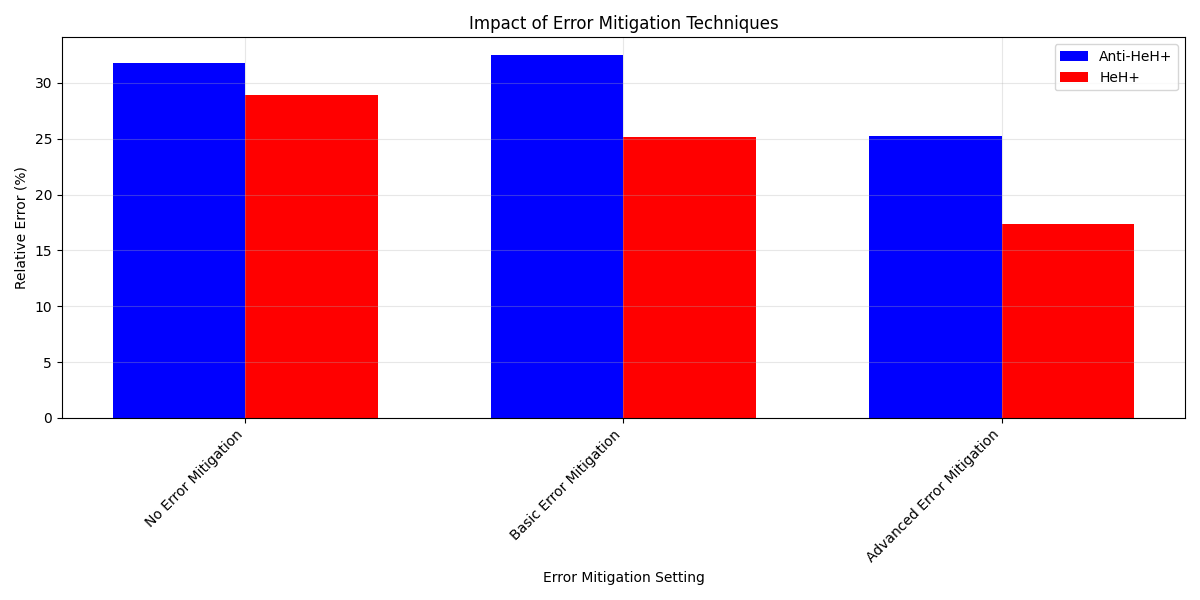 Impact of Error Mitigation Techniques
Anti-HeH+
HeH+
Relative Error (%)
30
25
20
15
10
5
0
No Error Mitigation
Basic Error Mitigation
Advanced Error Mitigation
Error Mitigation Setting